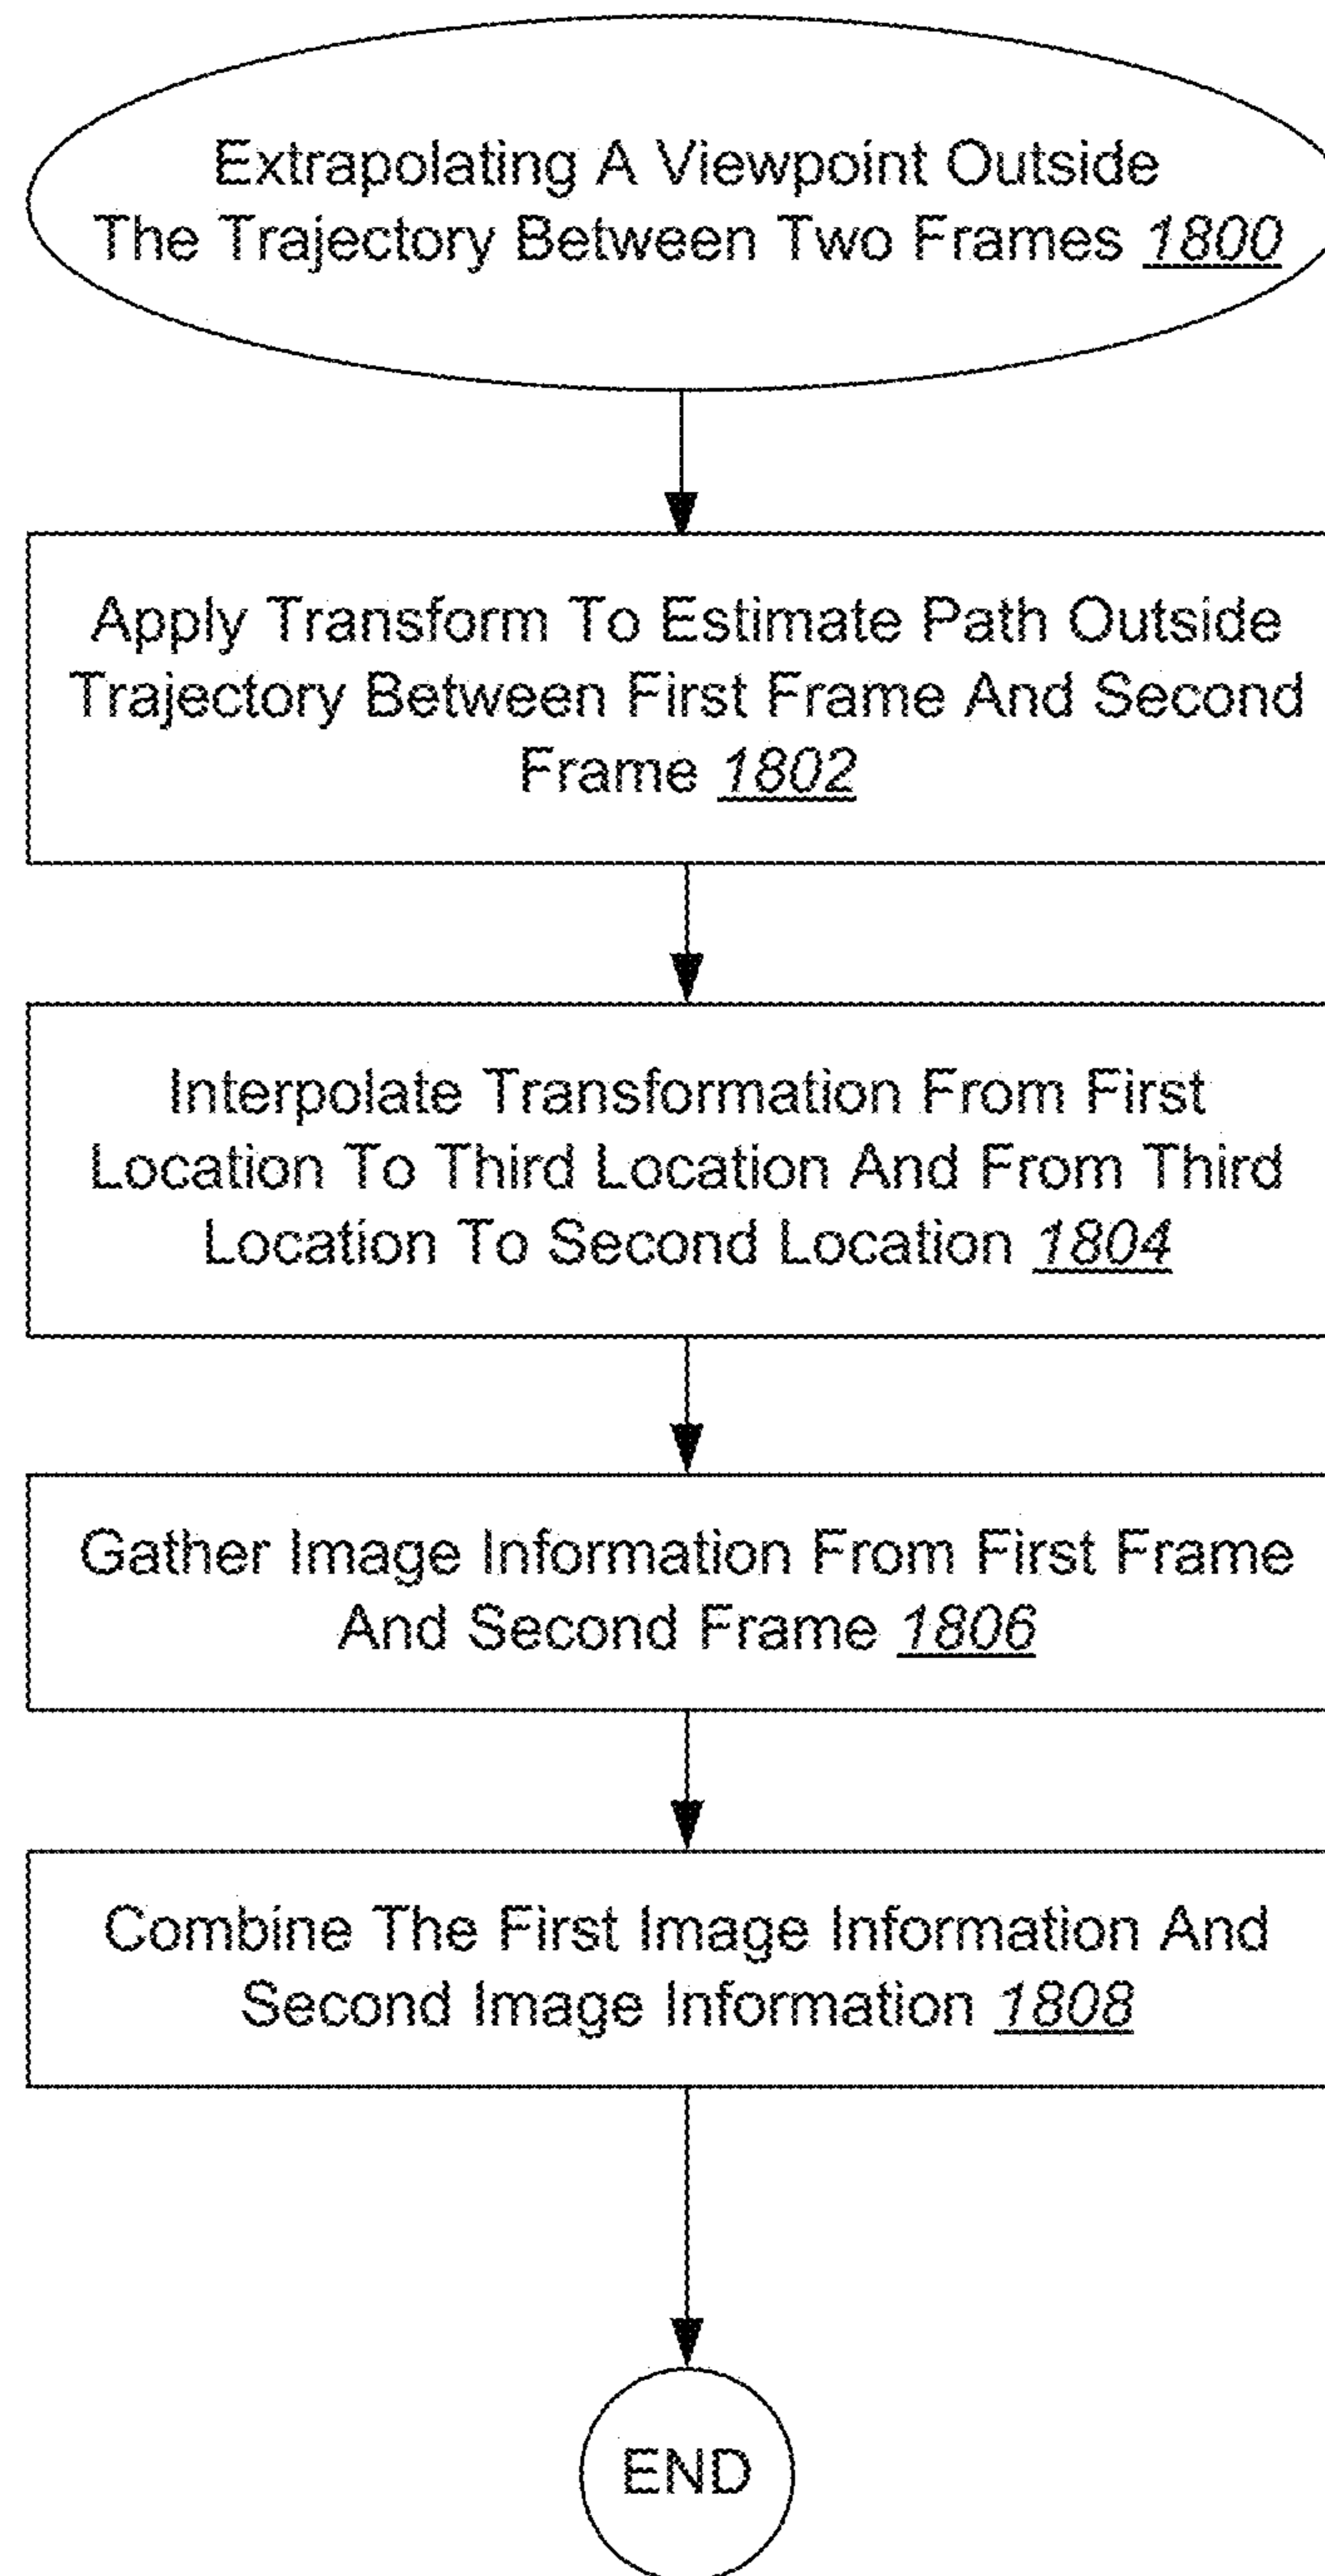 Extrapolating A Viewpoint Outside
The Trajectory Between Two Frames 1800
Apply Transform To Estimate Path Outside
Trajectory Between First Frame And Second
Frame 1802
Interpolate Transformation From First
Location To Third Location And From Third
Location To Second Location 1804
Gather Image Information From First Frame
And Second Frame 1806
Combine The First Image Information And
Second Image Information 1808
END